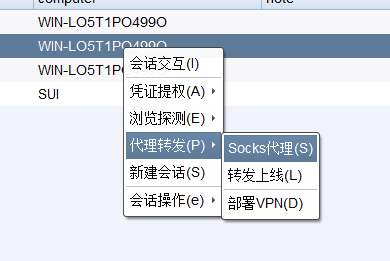 computer note
WIN-LO5T1PO499O
WIN-LO5T1PO499O
WIN-LO5T1PO
SUI
会话交互(I)
凭证提权(A)
浏览探测(E)
代理转发(P)
新建会话(S)
会话操作(e)
Socks代理(S)
转发上线(L)
部署VPN(D)